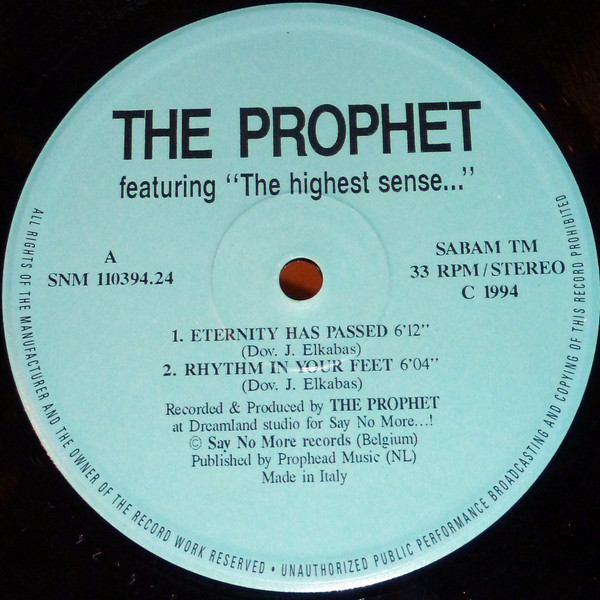 THE PROPHET
featuring "The highest sense..."
A
SNM 110394.24
SABAM TM
33 RPM/STEREO
C 1994
1. ETERNITY HAS PASSED 6'12"
(Dov. J. Elkabas)
2. RHYTHM IN YOUR FEET 6'04"
(Dov. J. Elkabas)
Recorded & Produced by THE PROPHET
at Dreamland studio for Say No More...!
© Say No More records (Belgium)
Published by Prophead Music (NL)
Made in Italy
ALL RIGHTS OF THE MANUFACTURER AND THE OWNER OF THE RECORD WORK RESERVED • UNAUTHORIZED PUBLIC PERFORMANCE BROADCASTING AND COPYING OF THIS RECORD PROHIBITED